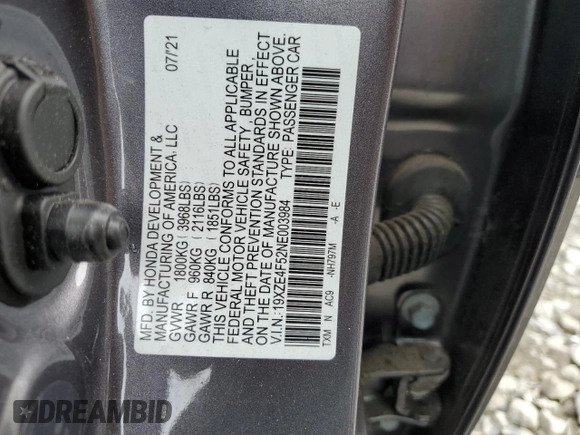 MFD. BY HONDA DEVELOPMENT & 07/21
MANUFACTURING OF AMERICA, LLC
GVWR 1800KG (3968LBS)
GAWR F 960KG (2116LBS)
GAWR R 840KG (1851LBS)
THIS VEHICLE CONFORMS TO ALL APPLICABLE
FEDERAL MOTOR VEHICLE SAFETY, BUMPER,
AND THEFT PREVENTION STANDARDS IN EFFECT
ON THE DATE OF MANUFACTURE SHOWN ABOVE.
V.I.N.: 19XZE4F52NE003984 TYPE: PASSENGER CAR
TXM N AC9 -NH797M -A -E
DREAMBID